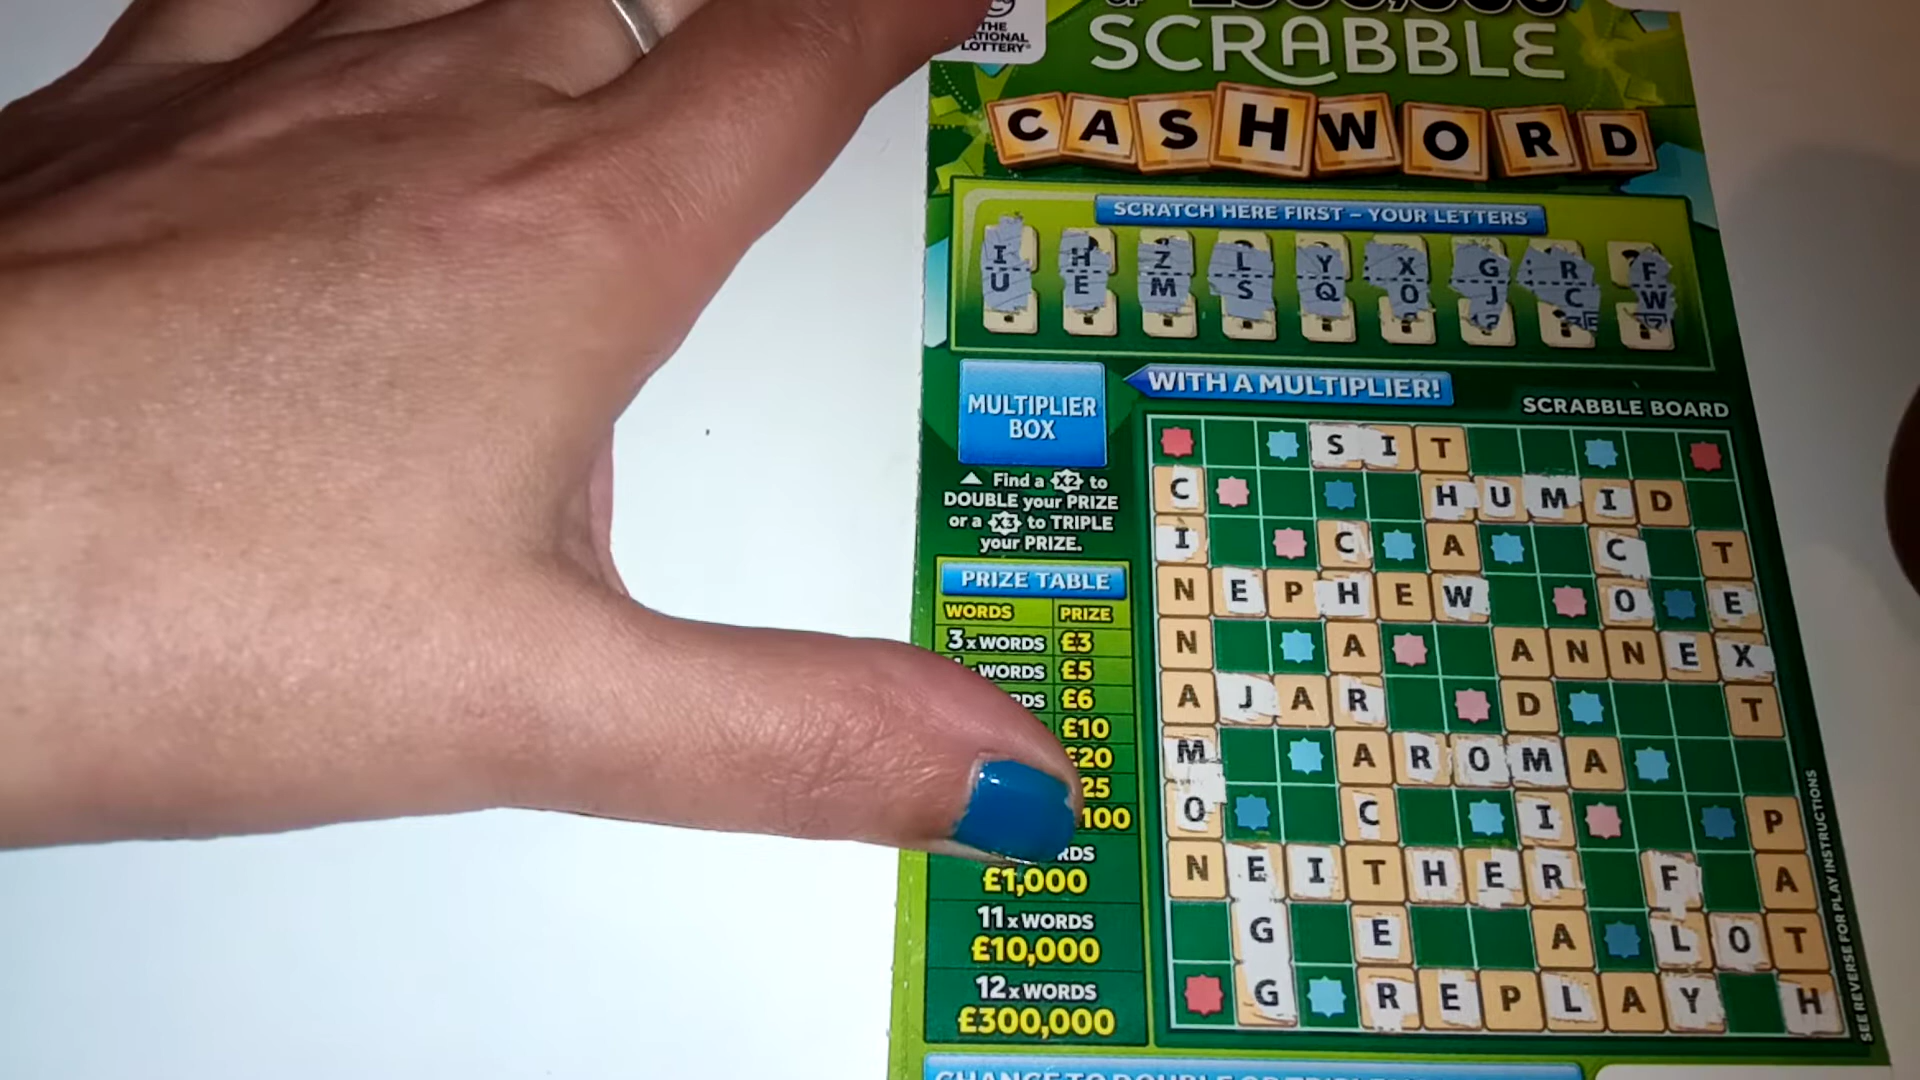 THE
LOTTERY
SCRABBLE
CASHWORD
SCRATCH HERE FIRST – YOUR LETTERS
I H Z L Y X G R F
U E M S Q O J C W
WITH A MULTIPLIER!
MULTIPLIER
BOX
SCRABBLE BOARD
Find a X2 to
DOUBLE your PRIZE
or a X3 to TRIPLE
your PRIZE.
PRIZE TABLE
WORDS PRIZE
3 x WORDS £3
WORDS £5
£6
£10
£20
£1,000
11 x WORDS
£10,000
12 x WORDS
£300,000
S I T
C H U M I D
I C A C T
N E P H E W O E
N A A N N E X
A J A R D T
M A R O M A
O C I P
N E I T H E R F A
G E A L O T
G R E P L A Y H
SEE REVERSE FOR PLAY INSTRUCTIONS